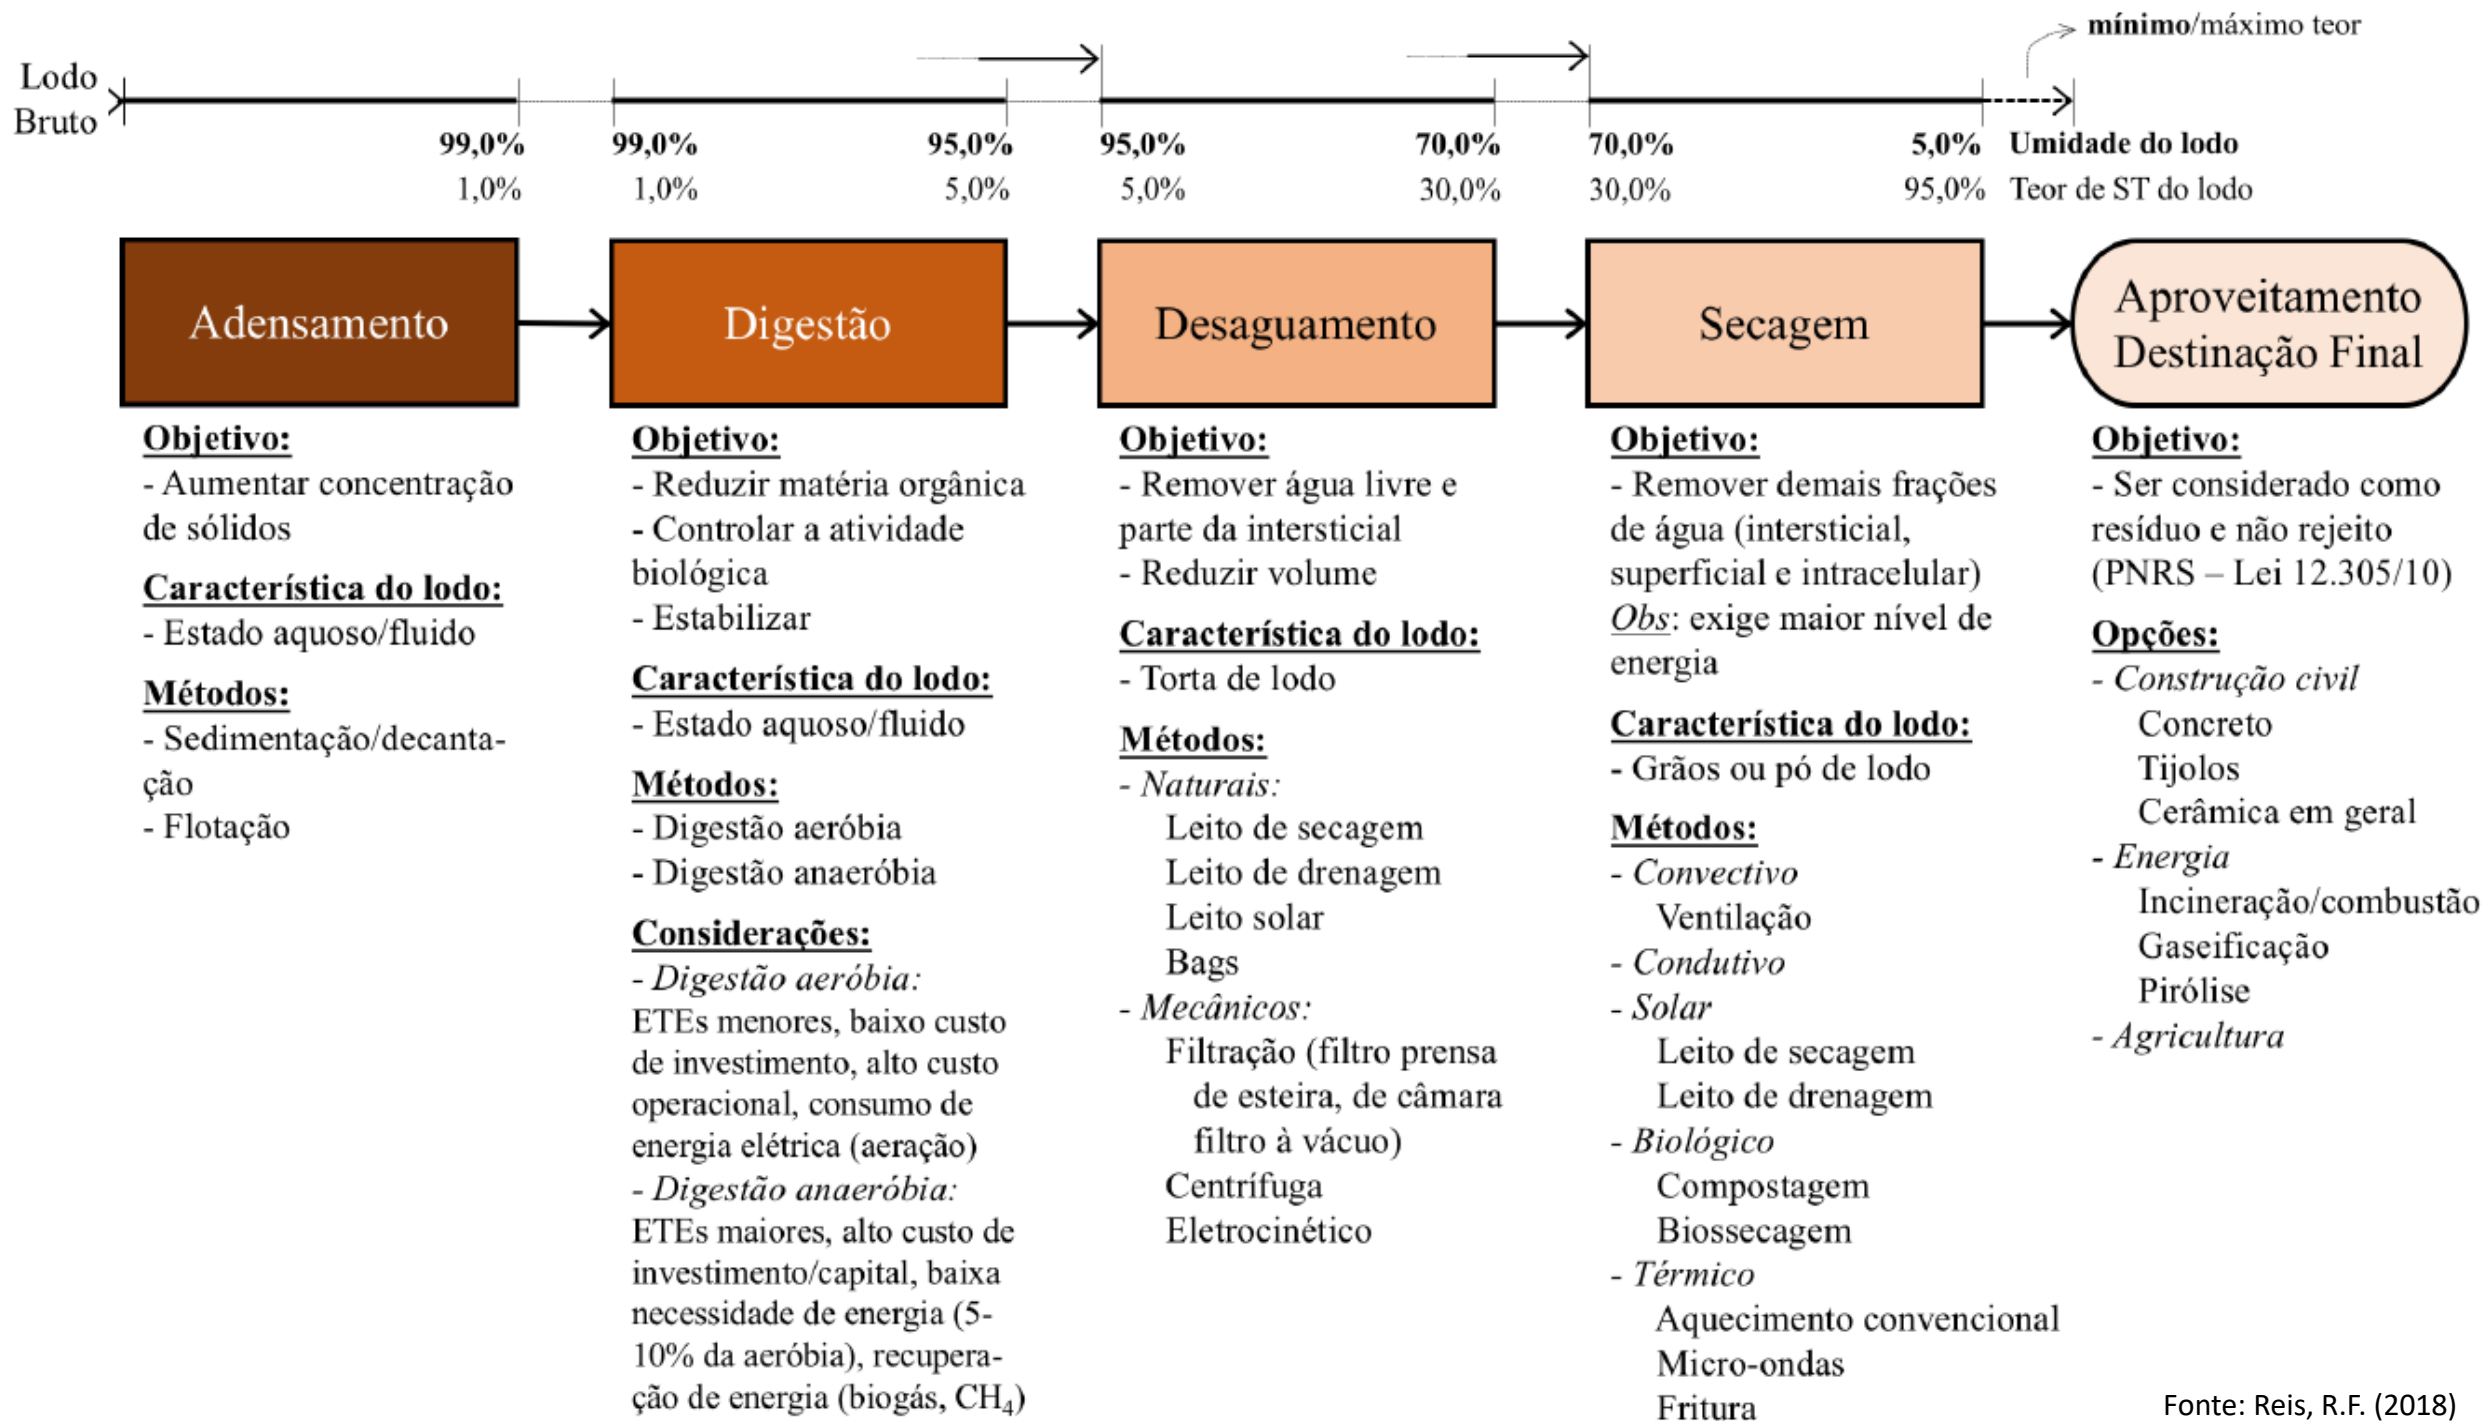 mínimo/máximo teor
Lodo
Bruto
99,0%
99,0%
95,0%
95,0%
70,0%
70,0%
5,0%
Umidade do lodo
1,0%
1,0%
5,0%
5,0%
30,0%
30,0%
95,0%
Teor de ST do lodo
Adensamento
Objetivo:
- Aumentar concentração
de sólidos
Característica do lodo:
- Estado aquoso/fluido
Métodos:
- Sedimentação/decanta-
ção
- Flotação
Digestão
Objetivo:
- Reduzir matéria orgânica
- Controlar a atividade
biológica
- Estabilizar
Característica do lodo:
- Estado aquoso/fluido
Métodos:
- Digestão aeróbia
- Digestão anaeróbia
Considerações:
- Digestão aeróbia:
ETEs menores, baixo custo
de investimento, alto custo
operacional, consumo de
energia elétrica (aeração)
- Digestão anaeróbia:
ETEs maiores, alto custo de
investimento/capital, baixa
necessidade de energia (5-
10% da aeróbia), recupera-
ção de energia (biogás, CH₄)
Desaguamento
Objetivo:
- Remover água livre e
parte da intersticial
- Reduzir volume
Característica do lodo:
- Torta de lodo
Métodos:
- Naturais:
Leito de secagem
Leito de drenagem
Leito solar
Bags
- Mecânicos:
Filtração (filtro prensa
de esteira, de câmara
filtro à vácuo)
Centrífuga
Eletrocinético
Secagem
Objetivo:
- Remover demais frações
de água (intersticial,
superficial e intracelular)
Obs: exige maior nível de
energia
Característica do lodo:
- Grãos ou pó de lodo
Métodos:
- Convectivo
Ventilação
- Condutivo
- Solar
Leito de secagem
Leito de drenagem
- Biológico
Compostagem
Biossecagem
- Térmico
Aquecimento convencional
Micro-ondas
Fritura
Aproveitamento
Destinação Final
Objetivo:
- Ser considerado como
resíduo e não rejeito
(PNRS – Lei 12.305/10)
Opções:
- Construção civil
Concreto
Tijolos
Cerâmica em geral
- Energia
Incineração/combustão
Gaseificação
Pirólise
- Agricultura
Fonte: Reis, R.F. (2018)